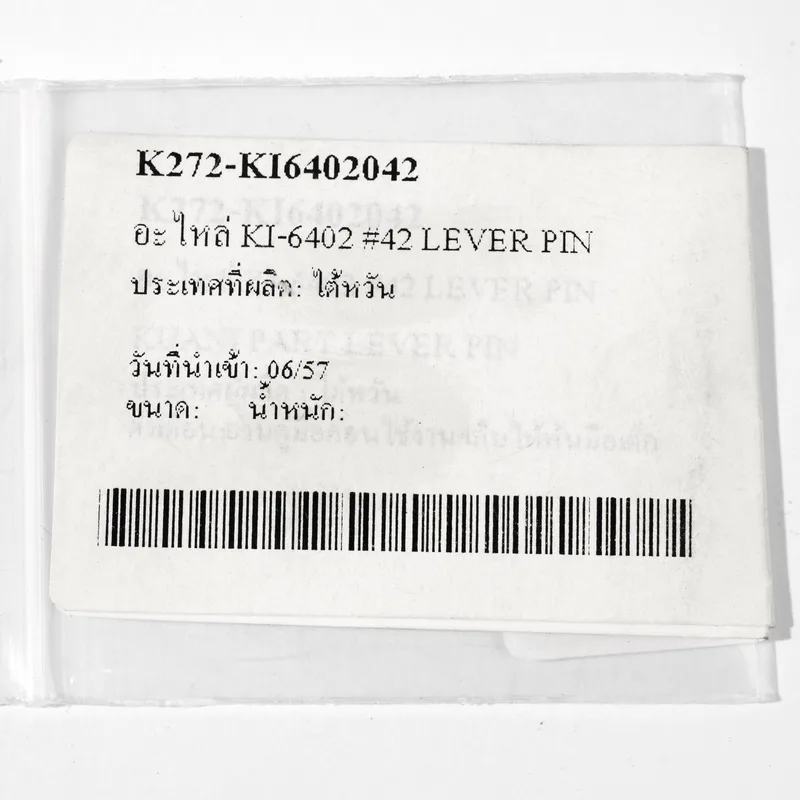 K272-KI6402042
อะไหล่ KI-6402 #42 LEVER PIN
ประเทศที่ผลิต: ไต้หวัน
วันที่นำเข้า: 06/57
ขนาด: น้ำหนัก: